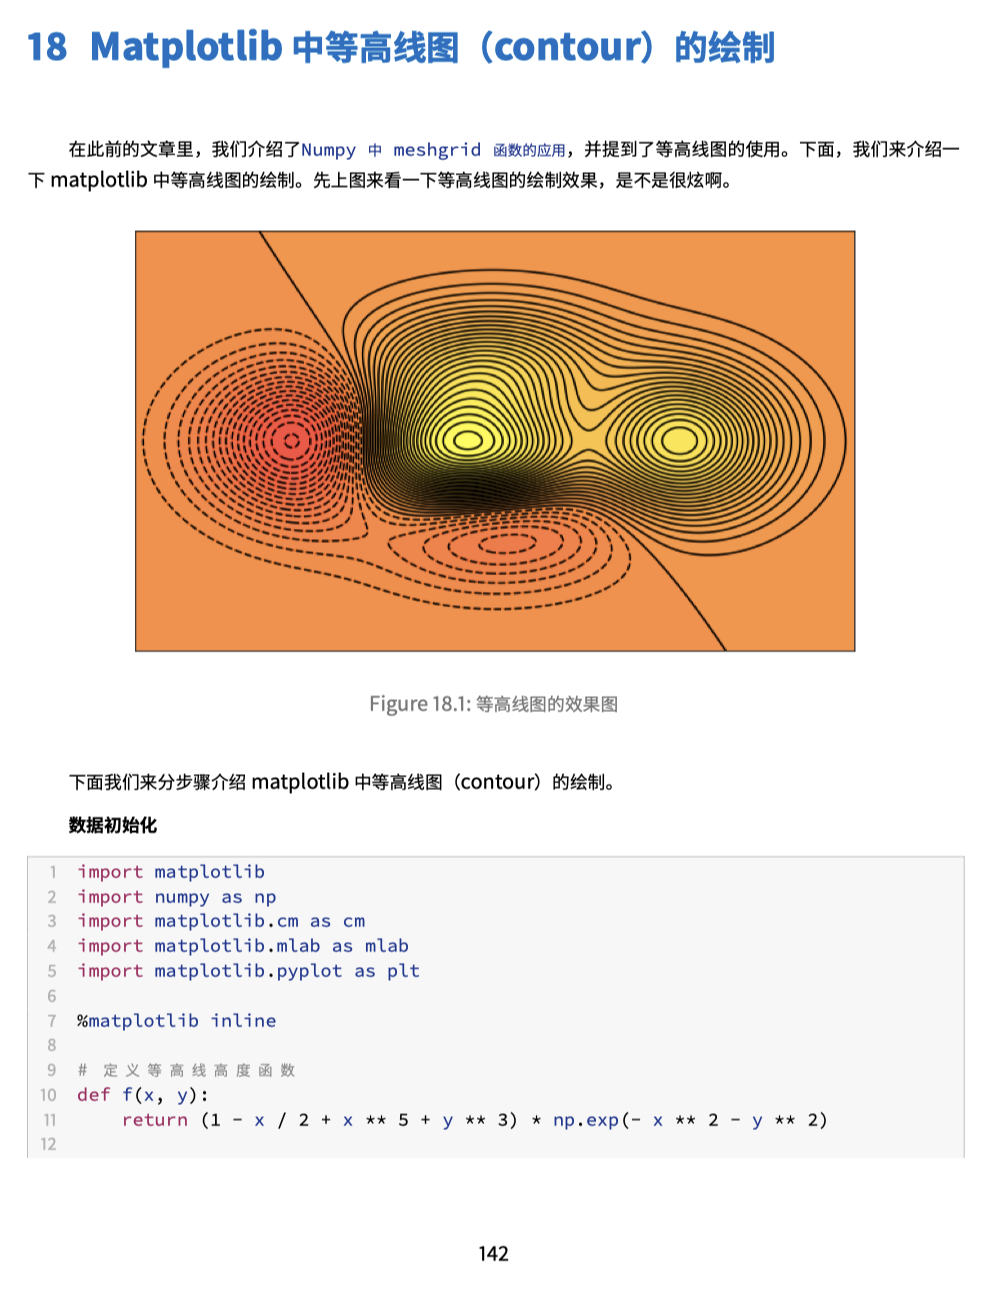 18 Matplotlib 中等高线图（contour）的绘制
在此前的文章里，我们介绍了Numpy 中 meshgrid 函数的应用，并提到了等高线图的使用。下面，我们来介绍一
下 matplotlib 中等高线图的绘制。先上图来看一下等高线图的绘制效果，是不是很炫啊。
Figure 18.1: 等高线图的效果图
下面我们来分步骤介绍 matplotlib 中等高线图（contour）的绘制。
数据初始化
1 import matplotlib
2 import numpy as np
3 import matplotlib.cm as cm
4 import matplotlib.mlab as mlab
5 import matplotlib.pyplot as plt
6
7 %matplotlib inline
8
9 # 定义等高线高度函数
10 def f(x, y):
11     return (1 - x / 2 + x ** 5 + y ** 3) * np.exp(- x ** 2 - y ** 2)
12
142